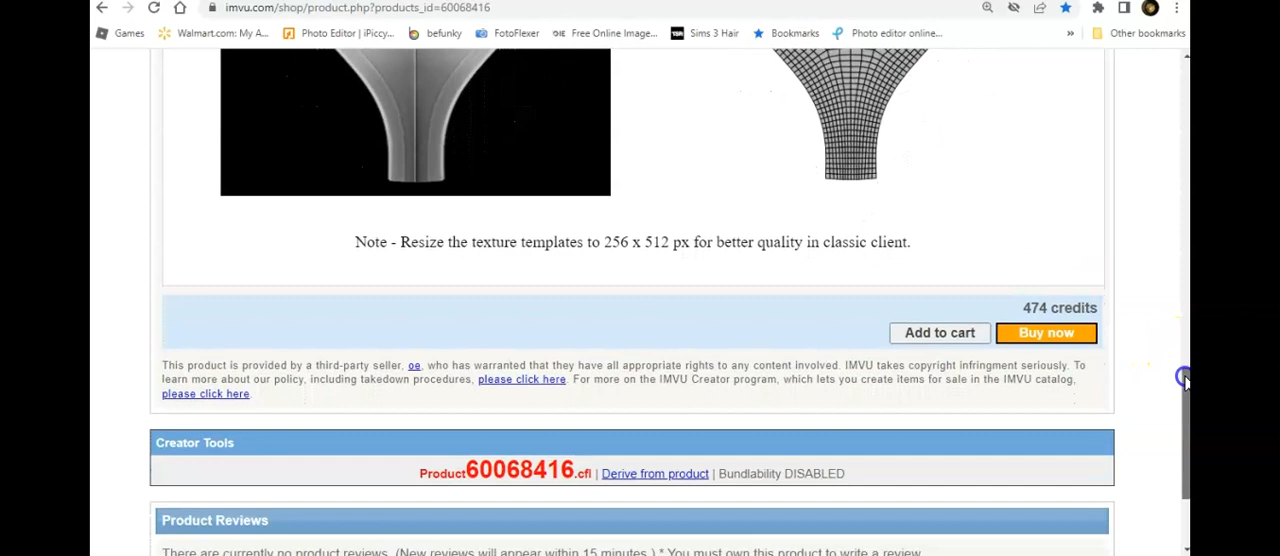 imvu.com/shop/product.php?products_id=60068416
Games Walmart.com: My A... Photo Editor | iPiccy... befunky FotoFlexer Free Online Image... Sims 3 Hair Bookmarks Photo editor online... » Other bookmarks
Note - Resize the texture templates to 256 x 512 px for better quality in classic client.
474 credits
Add to cart Buy now
This product is provided by a third-party seller, oe, who has warranted that they have all appropriate rights to any content involved. IMVU takes copyright infringement seriously. To
learn more about our policy, including takedown procedures, please click here. For more on the IMVU Creator program, which lets you create items for sale in the IMVU catalog,
please click here.
Creator Tools
Product60068416.cfl | Derive from product | Bundlability DISABLED
Product Reviews
There are currently no product reviews. (New reviews will appear within 15 minutes.) * You must own this product to write a review